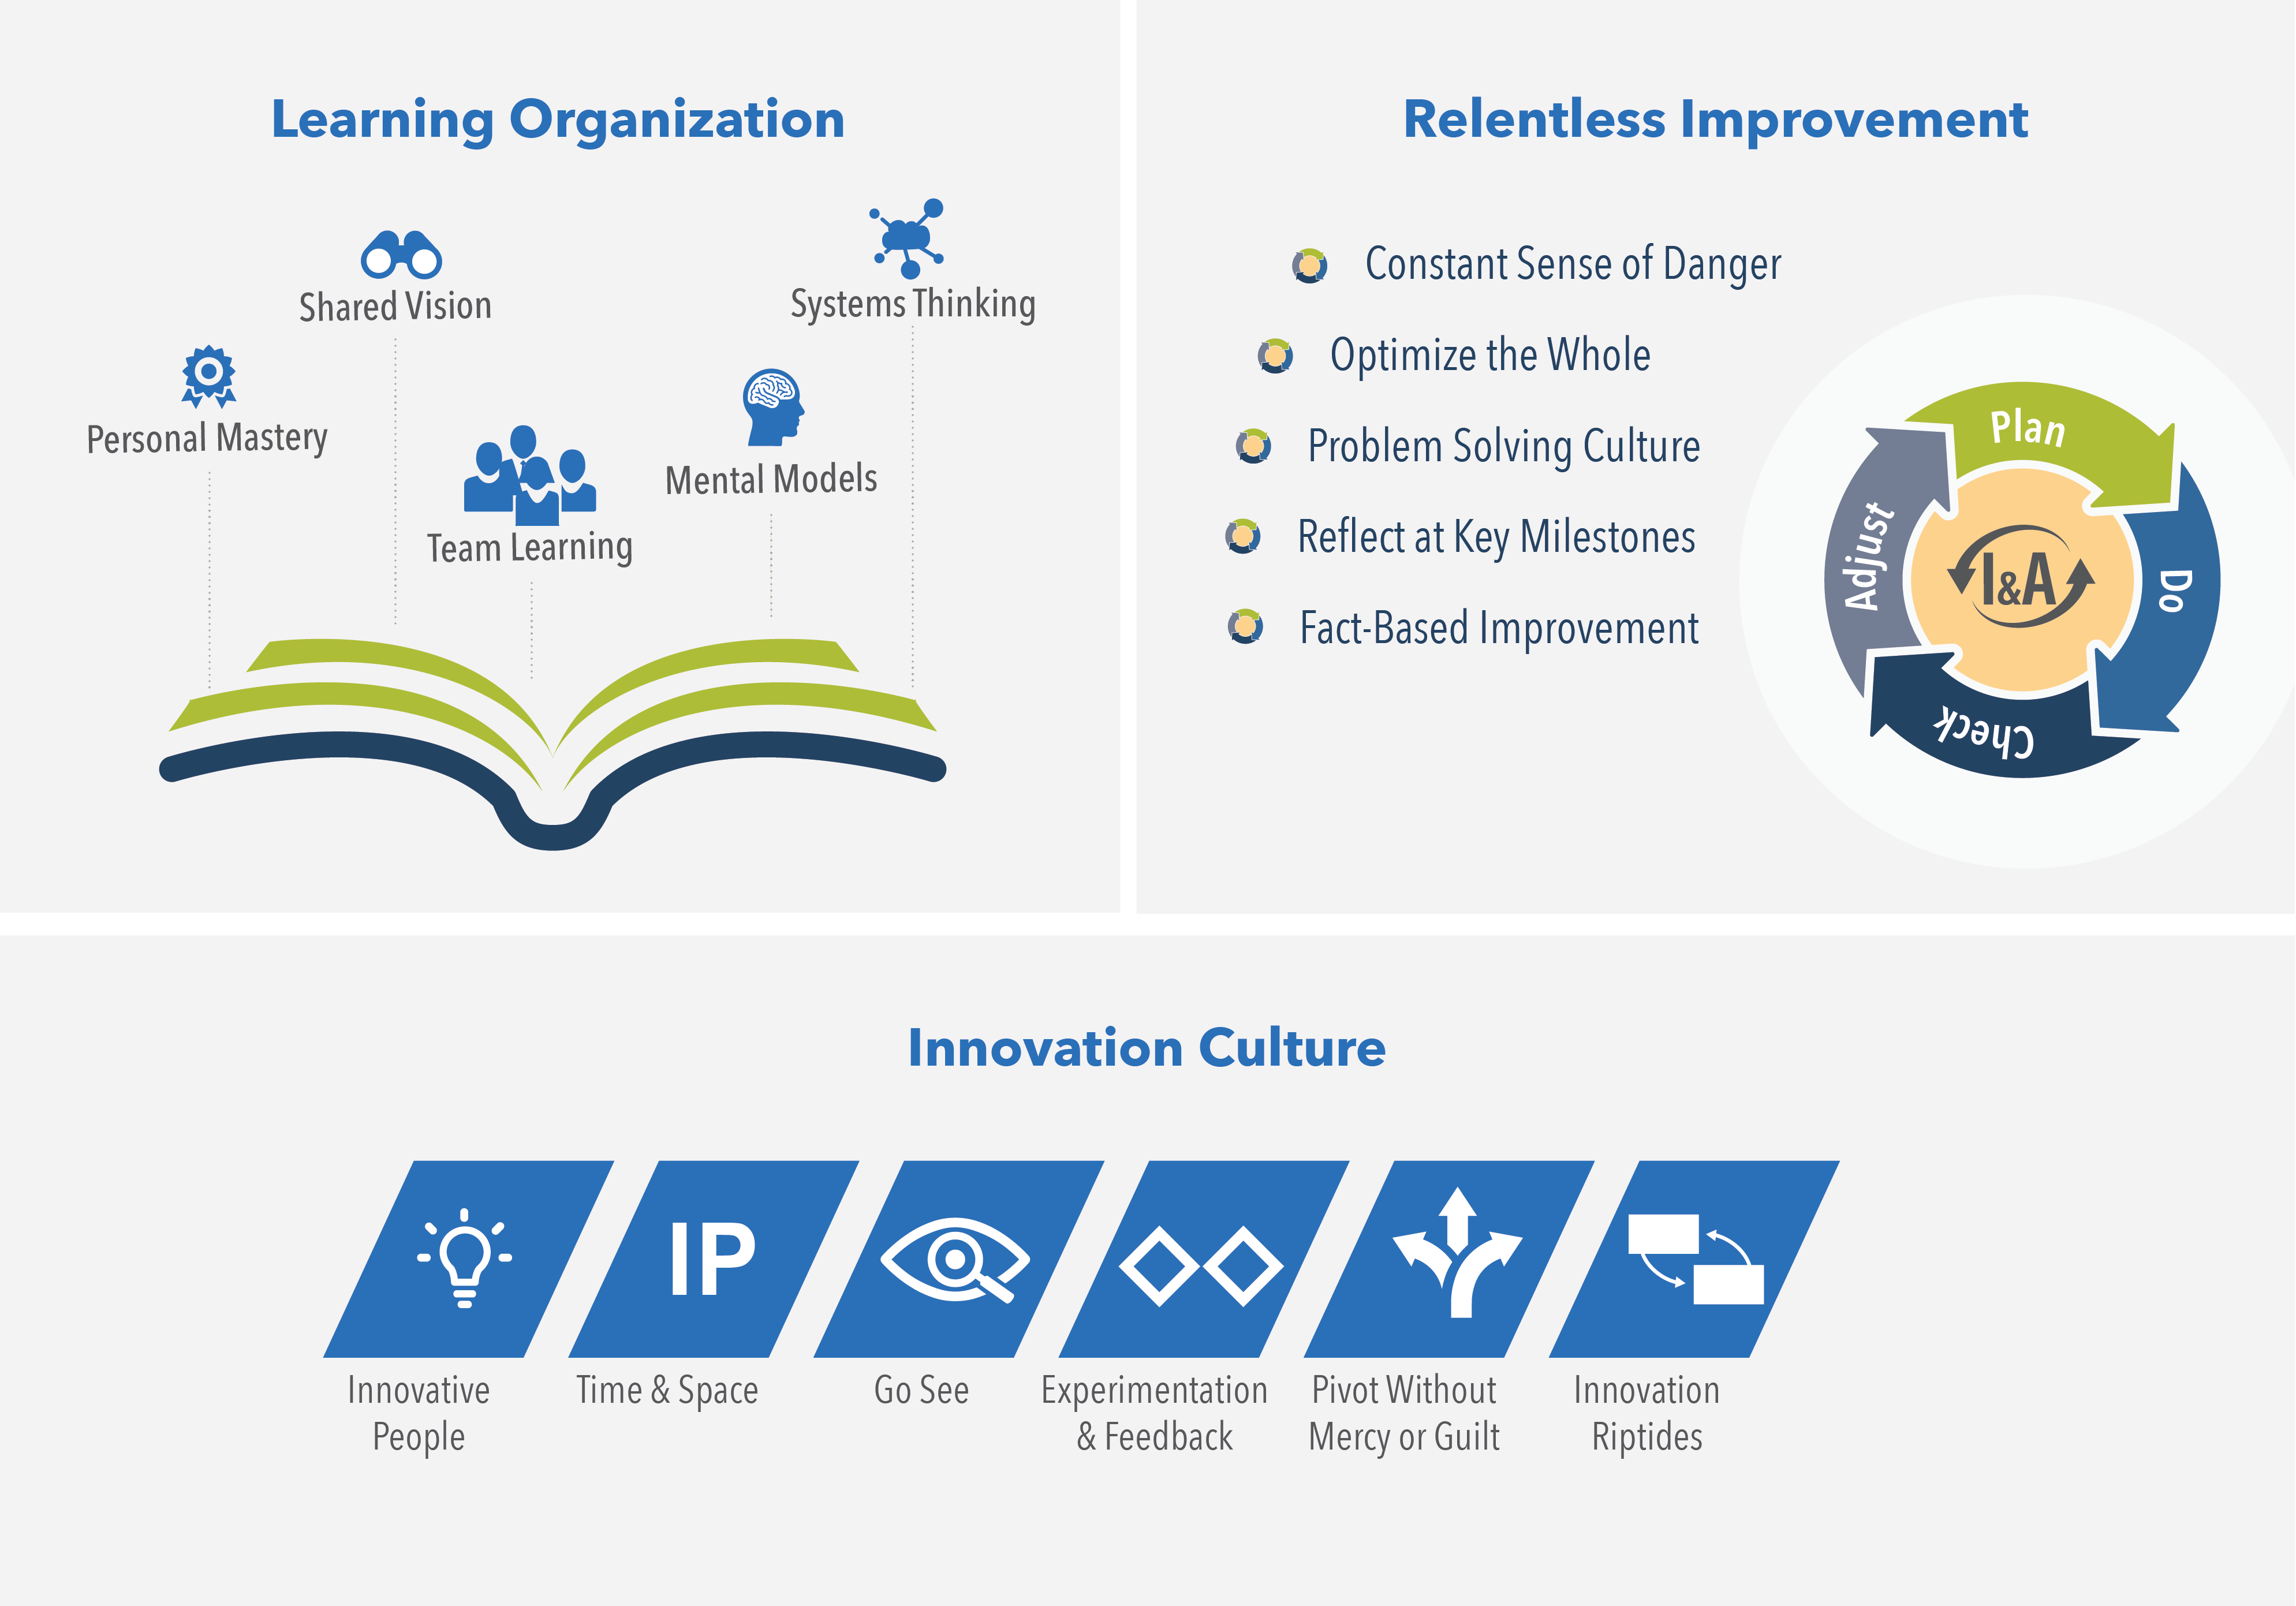 Learning Organization
Shared Vision
Systems Thinking
Personal Mastery
Mental Models
Team Learning
Relentless Improvement
Constant Sense of Danger
Optimize the Whole
Problem Solving Culture
Reflect at Key Milestones
Fact-Based Improvement
Plan
Do
Check
Adjust
I&A
Innovation Culture
IP
Innovative
People
Time & Space
Go See
Experimentation
& Feedback
Pivot Without
Mercy or Guilt
Innovation
Riptides